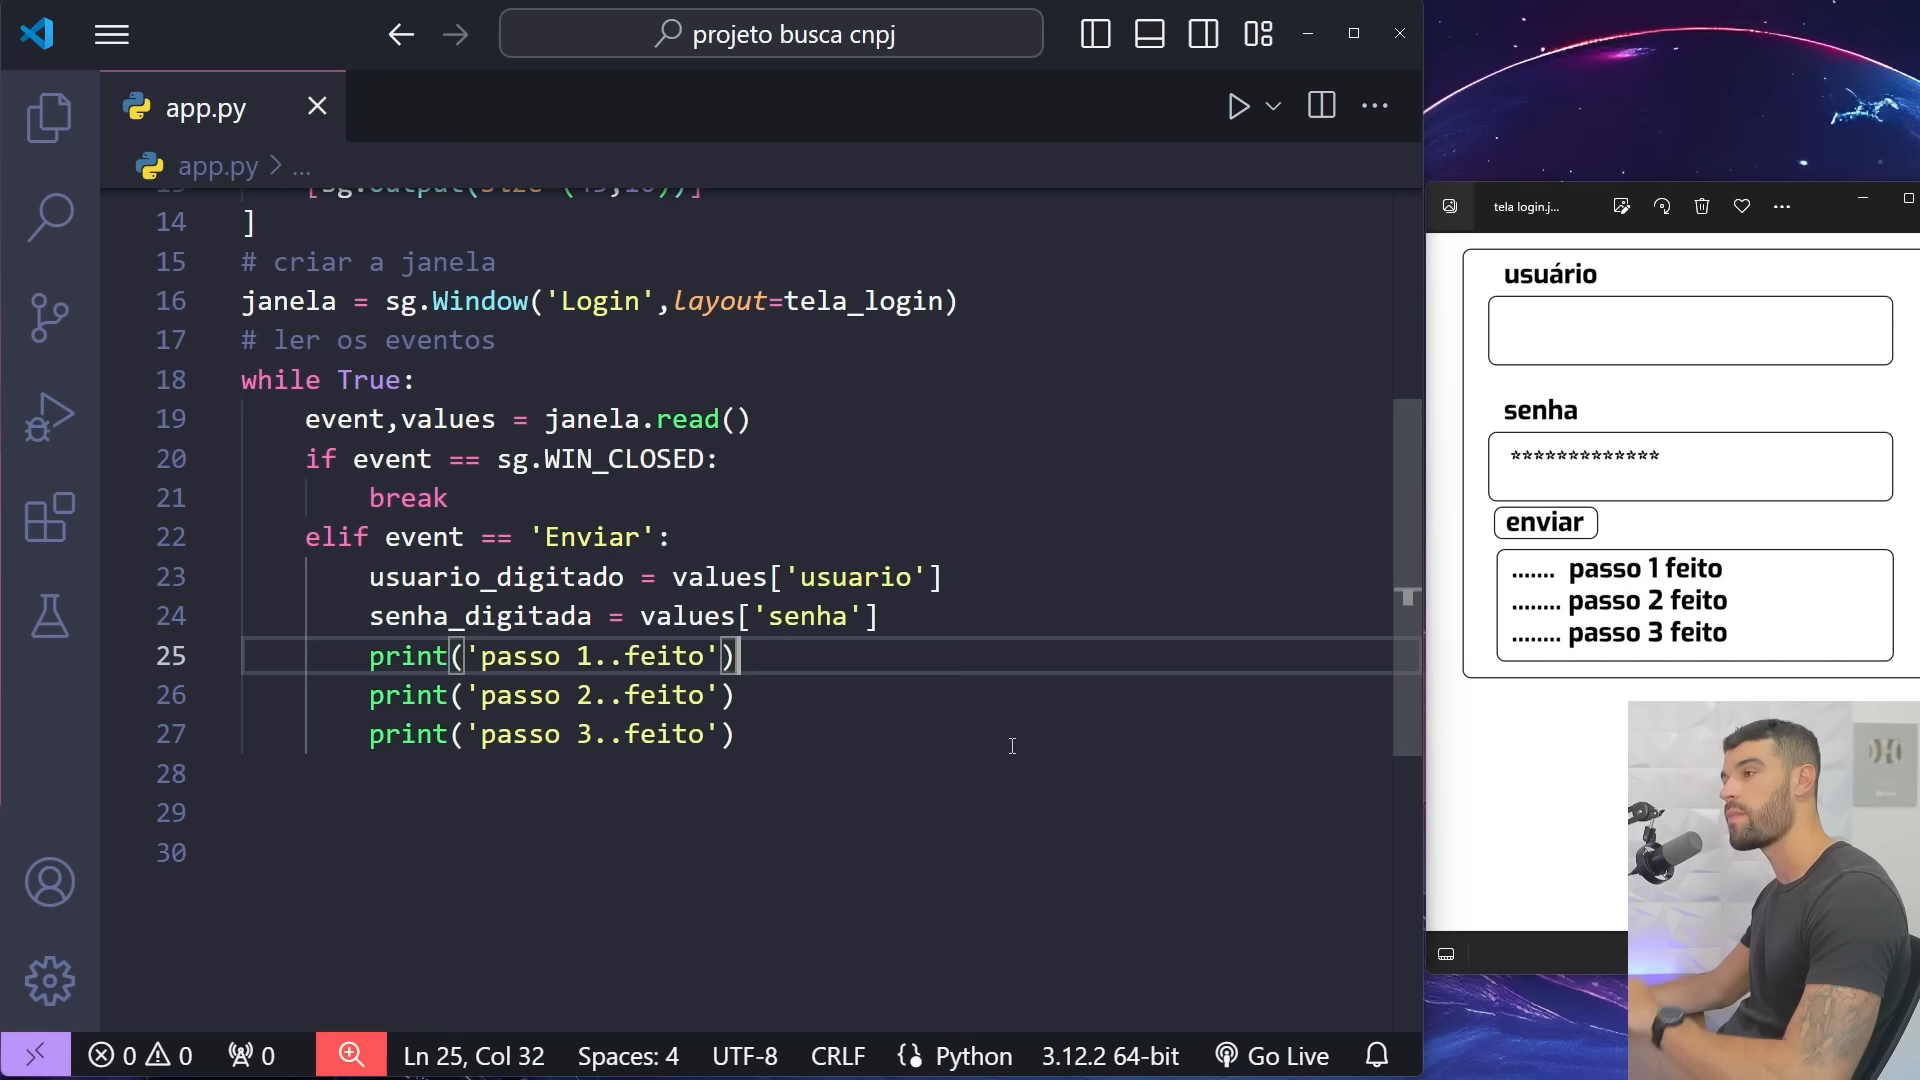 projeto busca cnpj
app.py
app.py > ...
14 ]
15 # criar a janela
16 janela = sg.Window('Login',layout=tela_login)
17 # ler os eventos
18 while True:
19 event,values = janela.read()
20 if event == sg.WIN_CLOSED:
21 break
22 elif event == 'Enviar':
23 usuario_digitado = values['usuario']
24 senha_digitada = values['senha']
25 print('passo 1..feito')
26 print('passo 2..feito')
27 print('passo 3..feito')
28
29
30
0 0 0 Ln 25, Col 32 Spaces: 4 UTF-8 CRLF Python 3.12.2 64-bit Go Live
tela login.j...
usuário
senha
*************
enviar
....... passo 1 feito
........ passo 2 feito
........ passo 3 feito